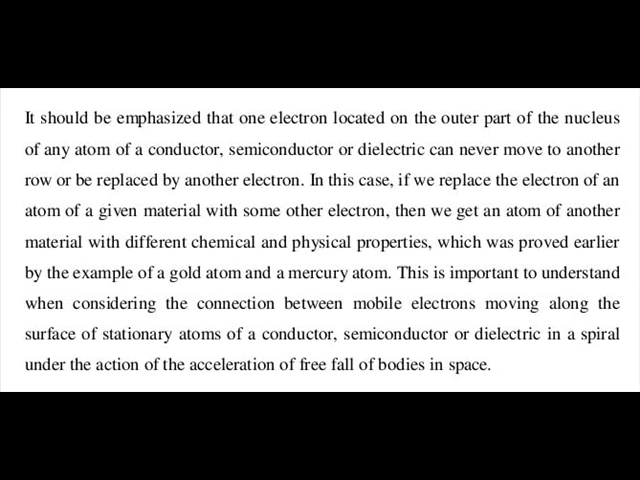 It should be emphasized that one electron located on the outer part of the nucleus
of any atom of a conductor, semiconductor or dielectric can never move to another
row or be replaced by another electron. In this case, if we replace the electron of an
atom of a given material with some other electron, then we get an atom of another
material with different chemical and physical properties, which was proved earlier
by the example of a gold atom and a mercury atom. This is important to understand
when considering the connection between mobile electrons moving along the
surface of stationary atoms of a conductor, semiconductor or dielectric in a spiral
under the action of the acceleration of free fall of bodies in space.